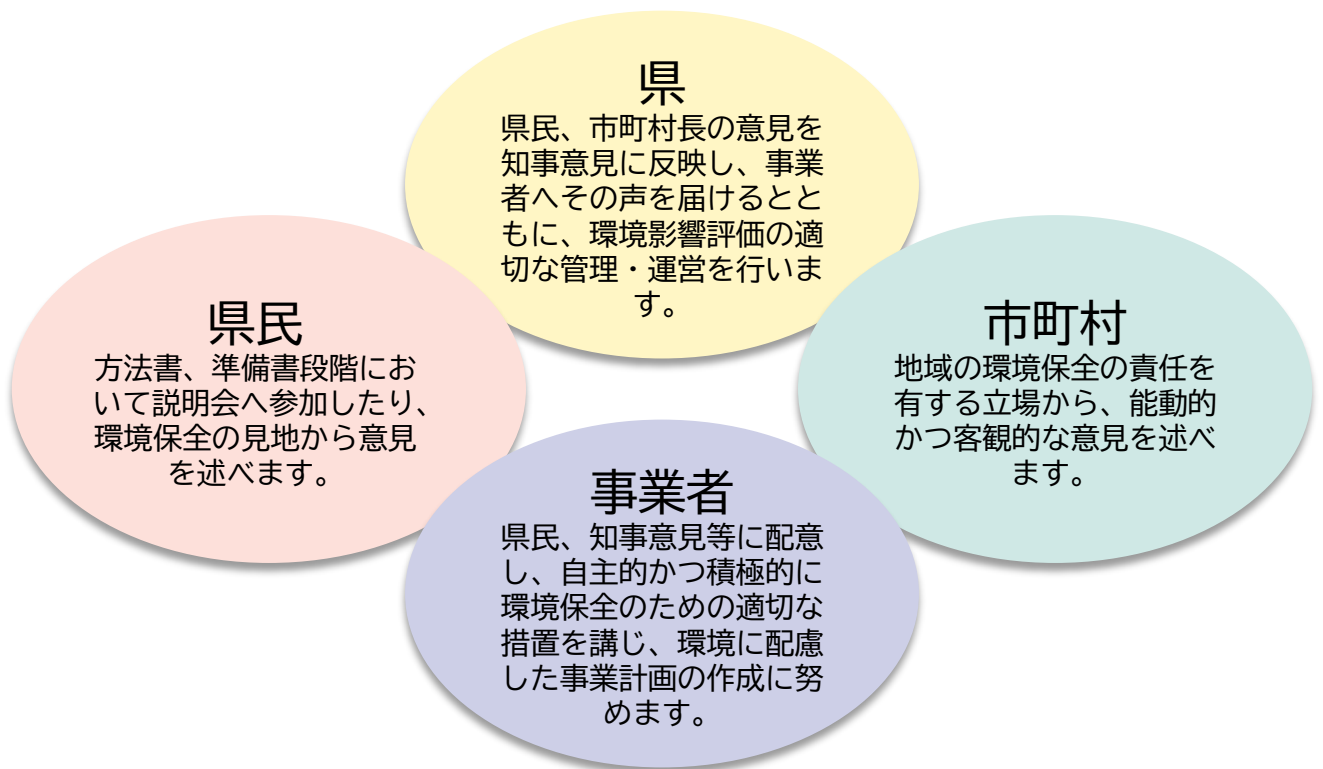 県
県民、市町村長の意見を
知事意見に反映し、事業
者へその声を届けるとと
もに、環境影響評価の適
切な管理・運営を行いま
す。
県民
方法書、準備書段階にお
いて説明会へ参加したり、
環境保全の見地から意見
を述べます。
市町村
地域の環境保全の責任を
有する立場から、能動的
かつ客観的な意見を述べ
ます。
事業者
県民、知事意見等に配意
し、自主的かつ積極的に
環境保全のための適切な
措置を講じ、環境に配慮
した事業計画の作成に努
めます。